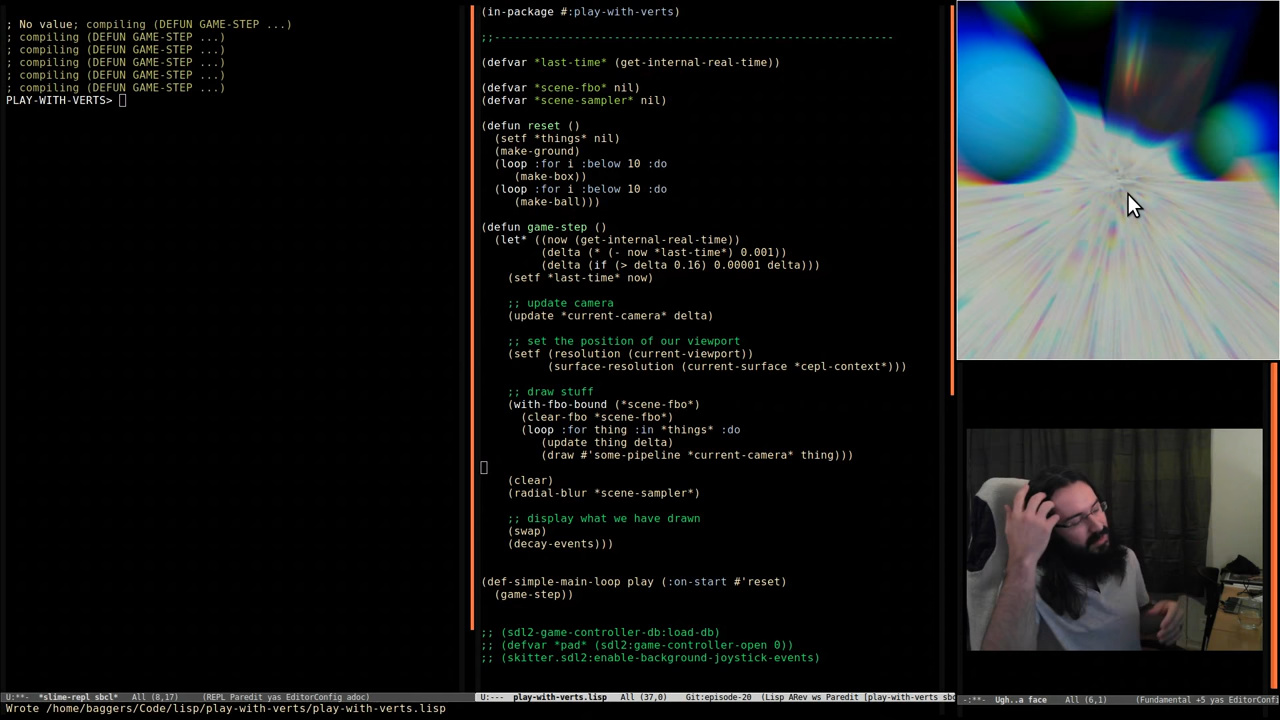 ; No value; compiling (DEFUN GAME-STEP ...)
; compiling (DEFUN GAME-STEP ...)
; compiling (DEFUN GAME-STEP ...)
; compiling (DEFUN GAME-STEP ...)
; compiling (DEFUN GAME-STEP ...)
; compiling (DEFUN GAME-STEP ...)
PLAY-WITH-VERTS>
U:**-  *slime-repl sbcl*   All (8,17)     (REPL Paredit yas EditorConfig adoc)
(in-package #:play-with-verts)
;;------------------------------------------------------------
(defvar *last-time* (get-internal-real-time))
(defvar *scene-fbo* nil)
(defvar *scene-sampler* nil)
(defun reset ()
  (setf *things* nil)
  (make-ground)
  (loop :for i :below 10 :do
     (make-box))
  (loop :for i :below 10 :do
     (make-ball)))
(defun game-step ()
  (let* ((now (get-internal-real-time))
         (delta (* (- now *last-time*) 0.001))
         (delta (if (> delta 0.16) 0.00001 delta)))
    (setf *last-time* now)
    ;; update camera
    (update *current-camera* delta)
    ;; set the position of our viewport
    (setf (resolution (current-viewport))
          (surface-resolution (current-surface *cepl-context*)))
    ;; draw stuff
    (with-fbo-bound (*scene-fbo*)
      (clear-fbo *scene-fbo*)
      (loop :for thing :in *things* :do
         (update thing delta)
         (draw #'some-pipeline *current-camera* thing)))
    (clear)
    (radial-blur *scene-sampler*)
    ;; display what we have drawn
    (swap)
    (decay-events)))
(def-simple-main-loop play (:on-start #'reset)
  (game-step))
;; (sdl2-game-controller-db:load-db)
;; (defvar *pad* (sdl2:game-controller-open 0))
;; (skitter.sdl2:enable-background-joystick-events)
U:---  play-with-verts.lisp   All (37,0)     Git:episode-20  (Lisp ARev ws Paredit [play-with-verts sbc
-:**-  Ugh..a face   All (6,1)      (Fundamental +5 yas EditorConfi
Wrote /home/baggers/Code/lisp/play-with-verts/play-with-verts.lisp